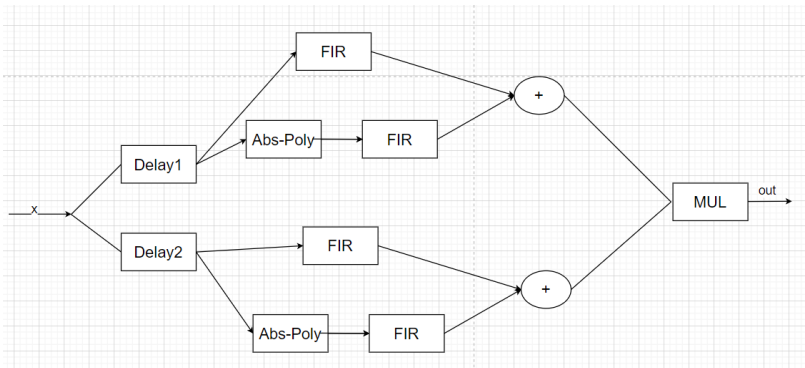 FIR
+
Abs-Poly
FIR
Delay1
x
MUL
out
Delay2
FIR
+
Abs-Poly
FIR